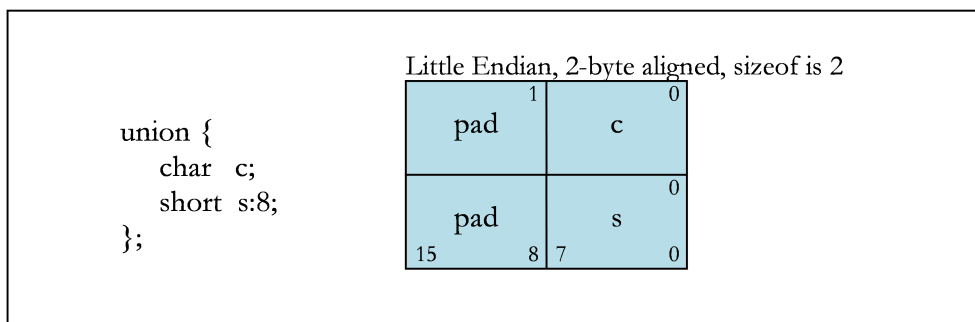 Little Endian, 2-byte aligned, sizeof is 2
1 0
pad c
union {
char c;
0
short s:8;
pad s
};
15 8 7 0